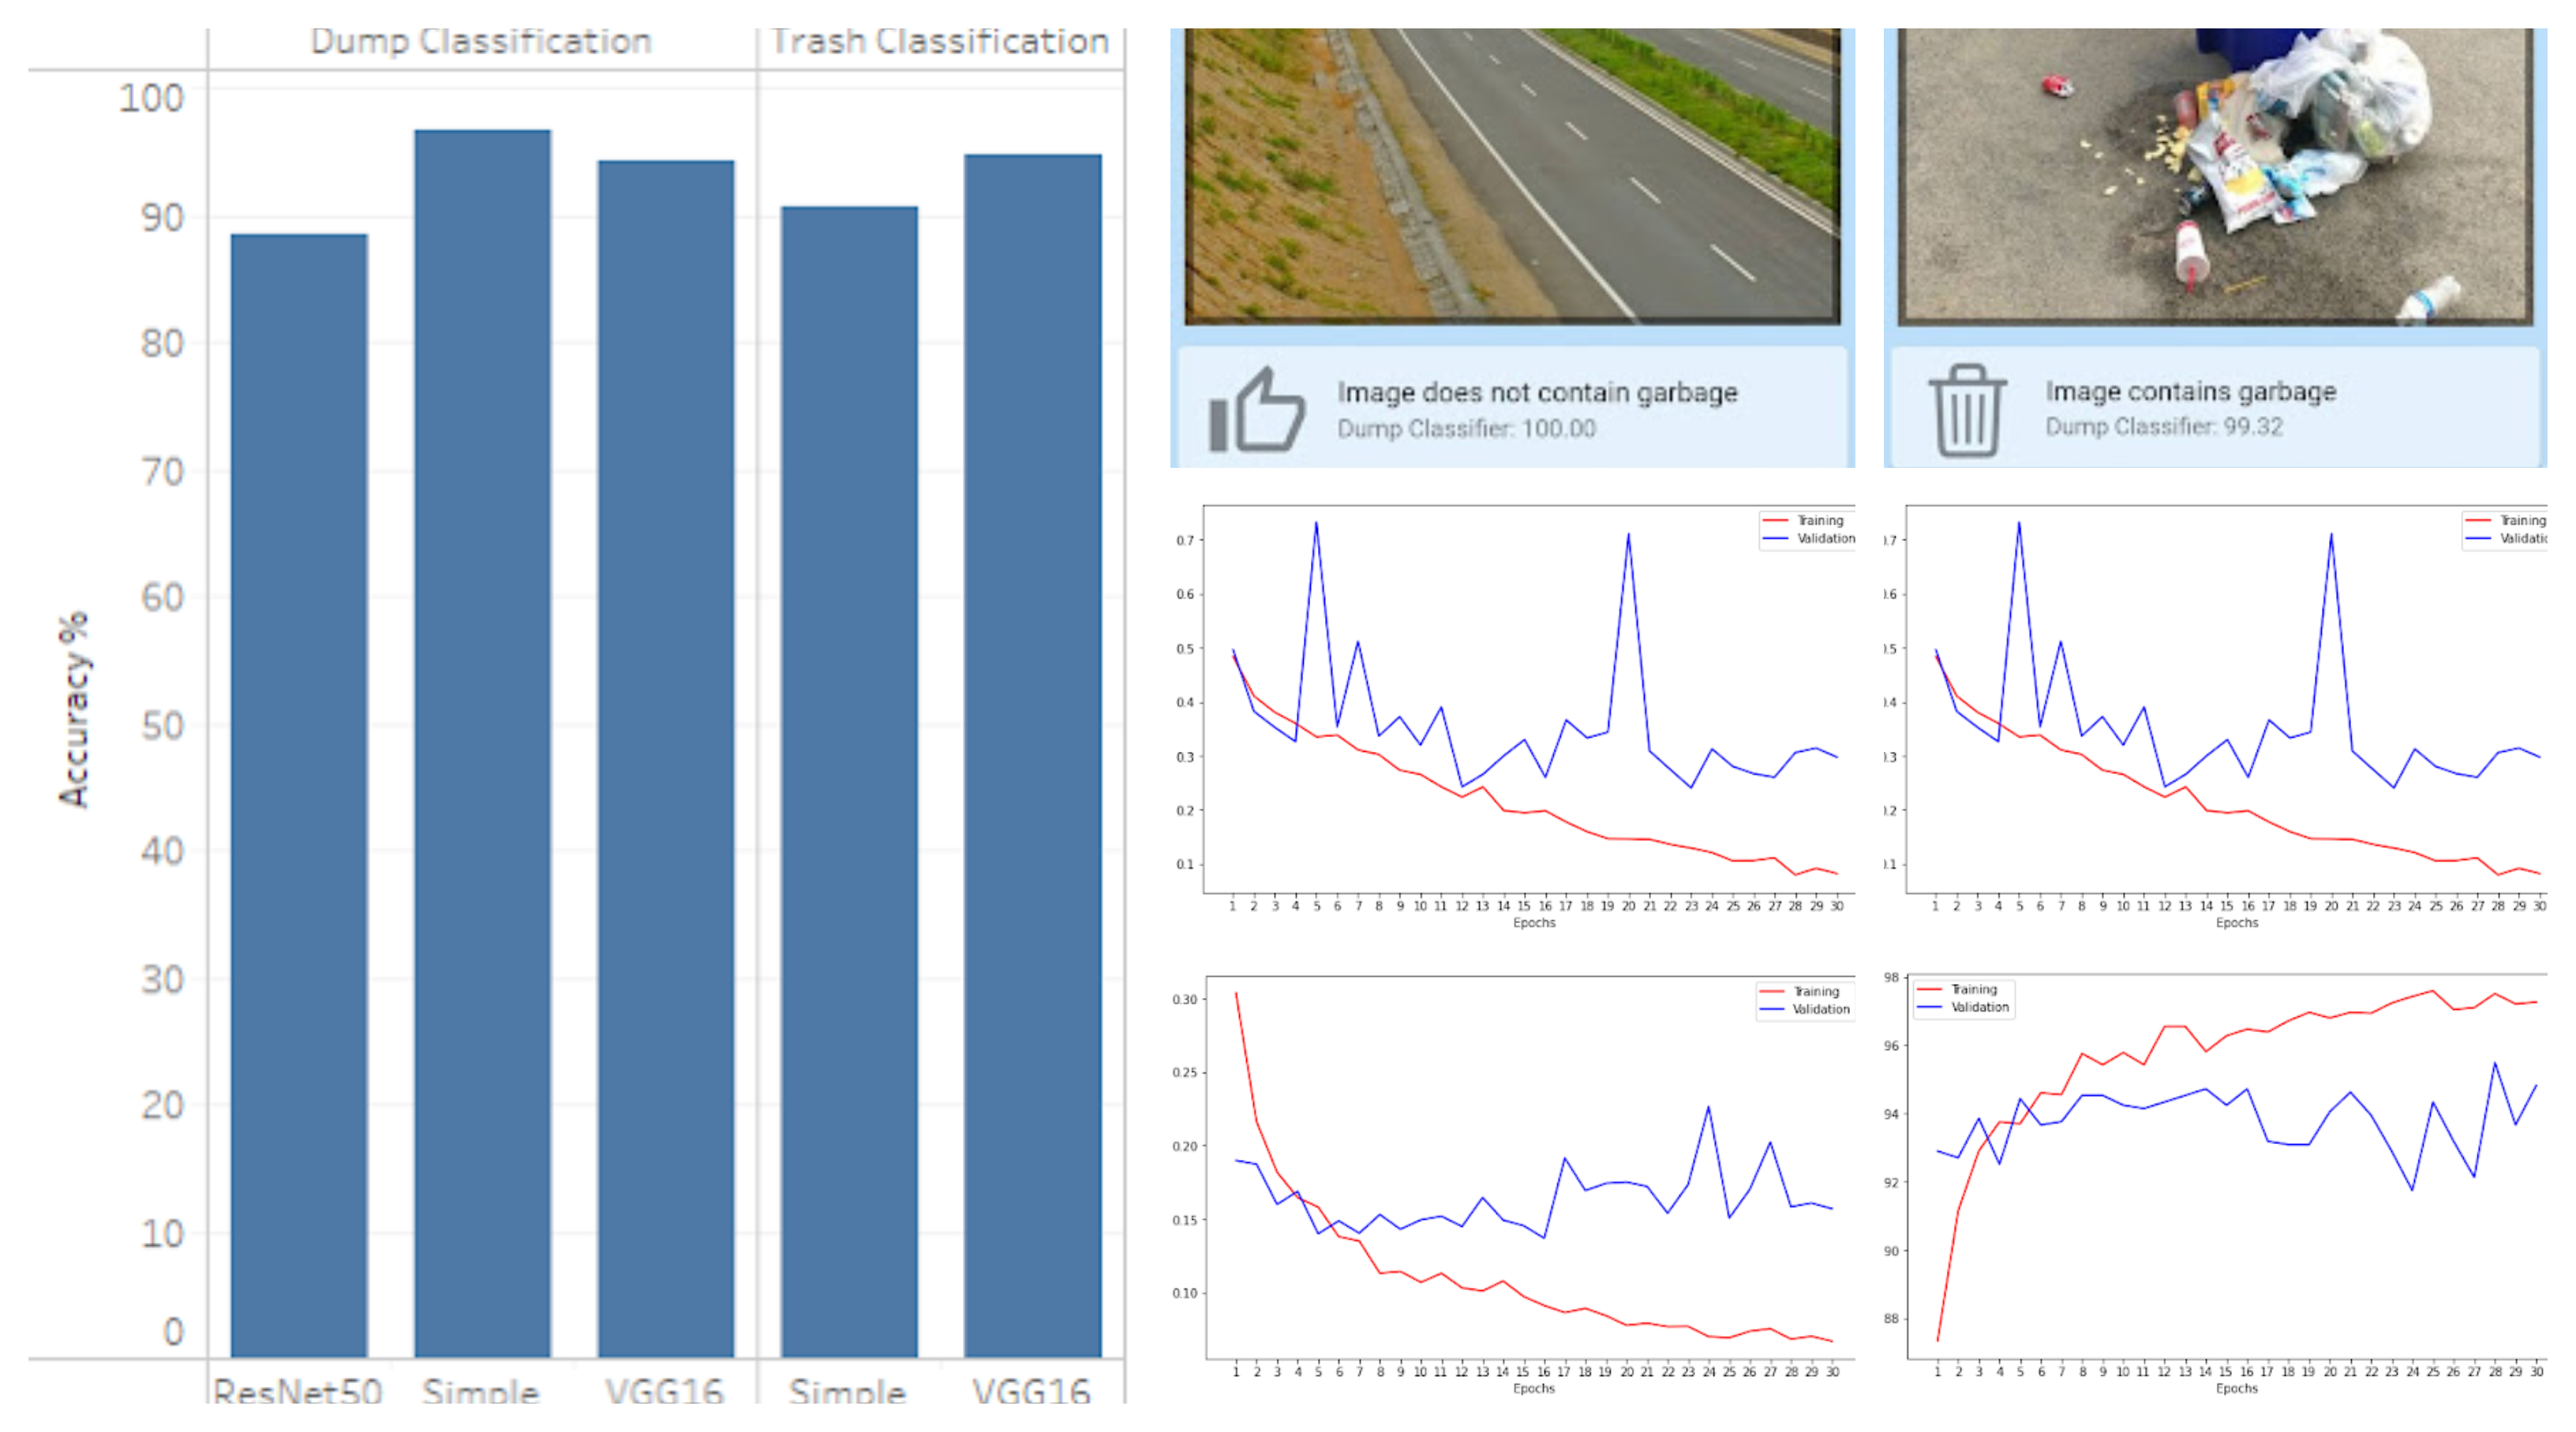 Dump Classification
Trash Classification
100
90
80
70
60
50
40
30
20
10
0
Accuracy %
ResNet50
Simple
VGG16
Simple
VGG16
Image does not contain garbage
Dump Classifier: 100.00
Image contains garbage
Dump Classifier: 99.32
Training
Validation
0.7
0.6
0.5
0.4
0.3
0.2
0.1
1 2 3 4 5 6 7 8 9 10 11 12 13 14 15 16 17 18 19 20 21 22 23 24 25 26 27 28 29 30
Epochs
Training
Validatio
.7
.6
.5
.4
.3
.2
.1
1 2 3 4 5 6 7 8 9 10 11 12 13 14 15 16 17 18 19 20 21 22 23 24 25 26 27 28 29 30
Epochs
Training
Validation
0.30
0.25
0.20
0.15
0.10
1 2 3 4 5 6 7 8 9 10 11 12 13 14 15 16 17 18 19 20 21 22 23 24 25 26 27 28 29 30
Epochs
Training
Validation
98
96
94
92
90
88
1 2 3 4 5 6 7 8 9 10 11 12 13 14 15 16 17 18 19 20 21 22 23 24 25 26 27 28 29 30
Epochs